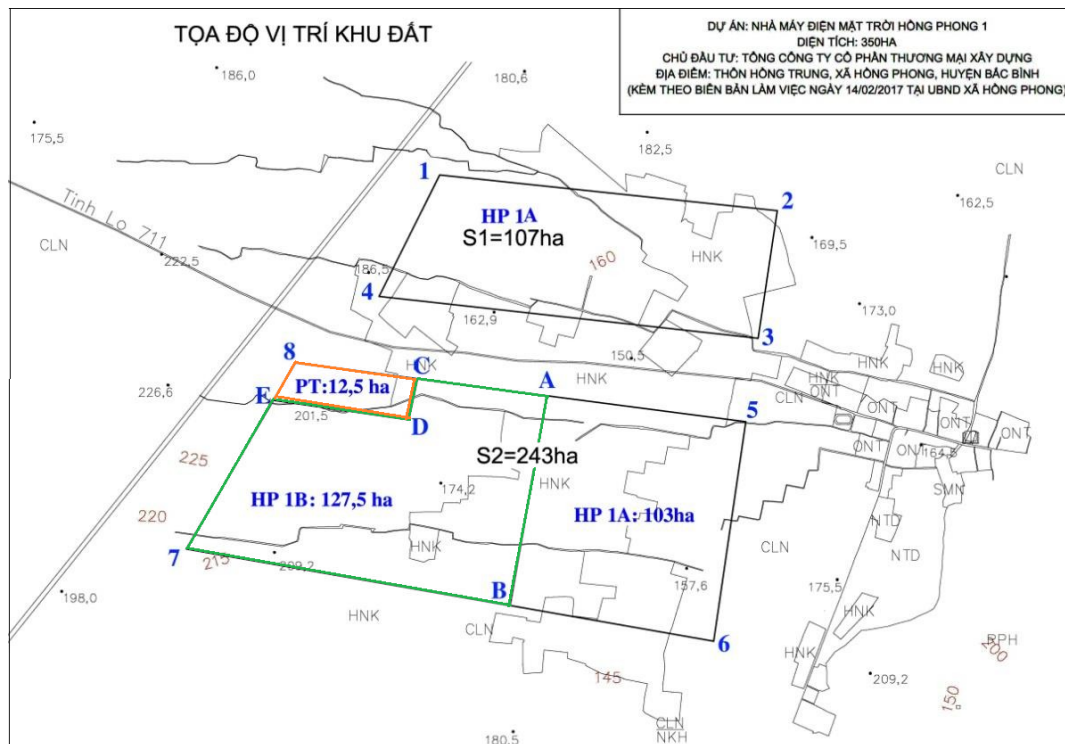 TỌA ĐỘ VỊ TRÍ KHU ĐẤT
DỰ ÁN: NHÀ MÁY ĐIỆN MẶT TRỜI HỒNG PHONG 1
DIỆN TÍCH: 350HA
CHỦ ĐẦU TƯ: TỔNG CÔNG TY CỔ PHẦN THƯƠNG MẠI XÂY DỰNG
ĐỊA ĐIỂM: THÔN HỒNG TRUNG, XÃ HỒNG PHONG, HUYỆN BẮC BÌNH
(KÈM THEO BIÊN BẢN LÀM VIỆC NGÀY 14/02/2017 TẠI UBND XÃ HỒNG PHONG)
186,0
180,6
175,5
182,5
CLN
162,5
1
2
Tinh Lo 711
HP 1A
S1=107ha
169,5
CLN
222,5
HNK
160
186,5
4
162,9
173,0
3
150,5
8
HNK
C
HNK
A
HNK
HNK
HNK
226,6
E
PT:12,5 ha
CLN
ONT
ONT
201,5
D
5
ONT
ONT
ONT
ONT
164,5
S2=243ha
225
174,2
HNK
SMN
HP 1B: 127,5 ha
HP 1A: 103ha
220
NTD
HNK
CLN
NTD
7
215
209,2
157,6
175,5
198,0
B
HNK
HNK
CLN
6
HNK
RPH
200
145
209,2
150
CLN
NKH
180,5